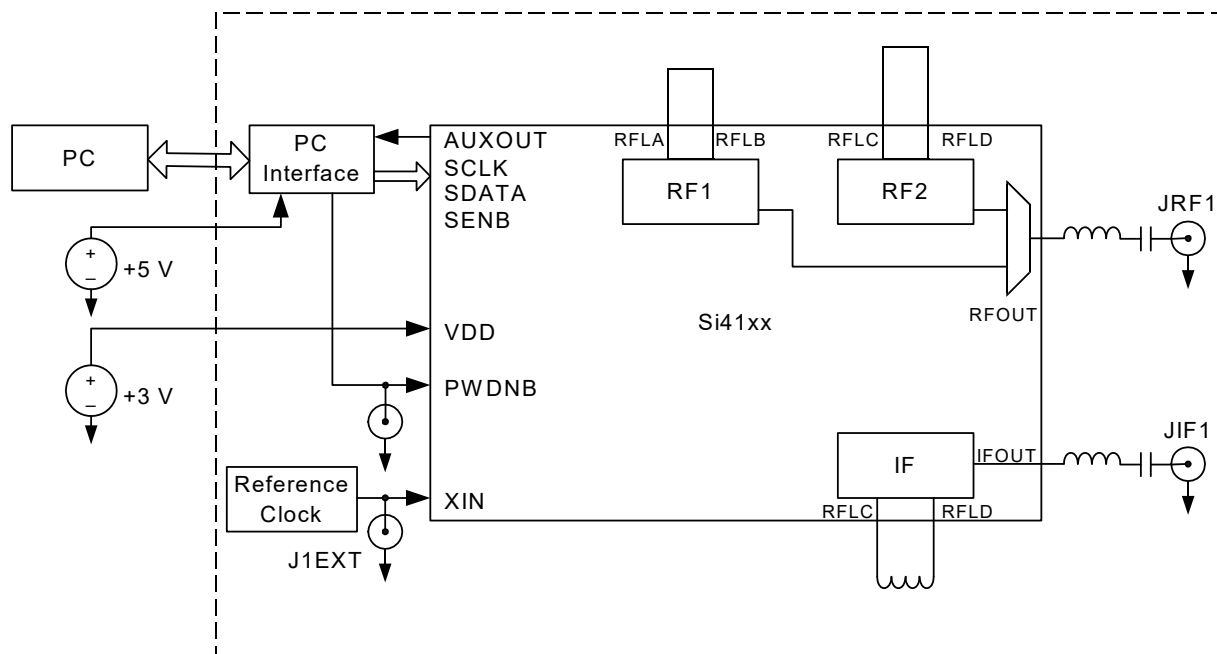 PC
PC
Interface
AUXOUT
SCLK
SDATA
SENB
RFLA
RFLB
RFLC
RFLD
RF1
RF2
JRF1
+
–
+5 V
Si41xx
RFOUT
VDD
+
–
+3 V
PWDNB
JIF1
IF
IFOUT
Reference
Clock
XIN
RFLC
RFLD
J1EXT